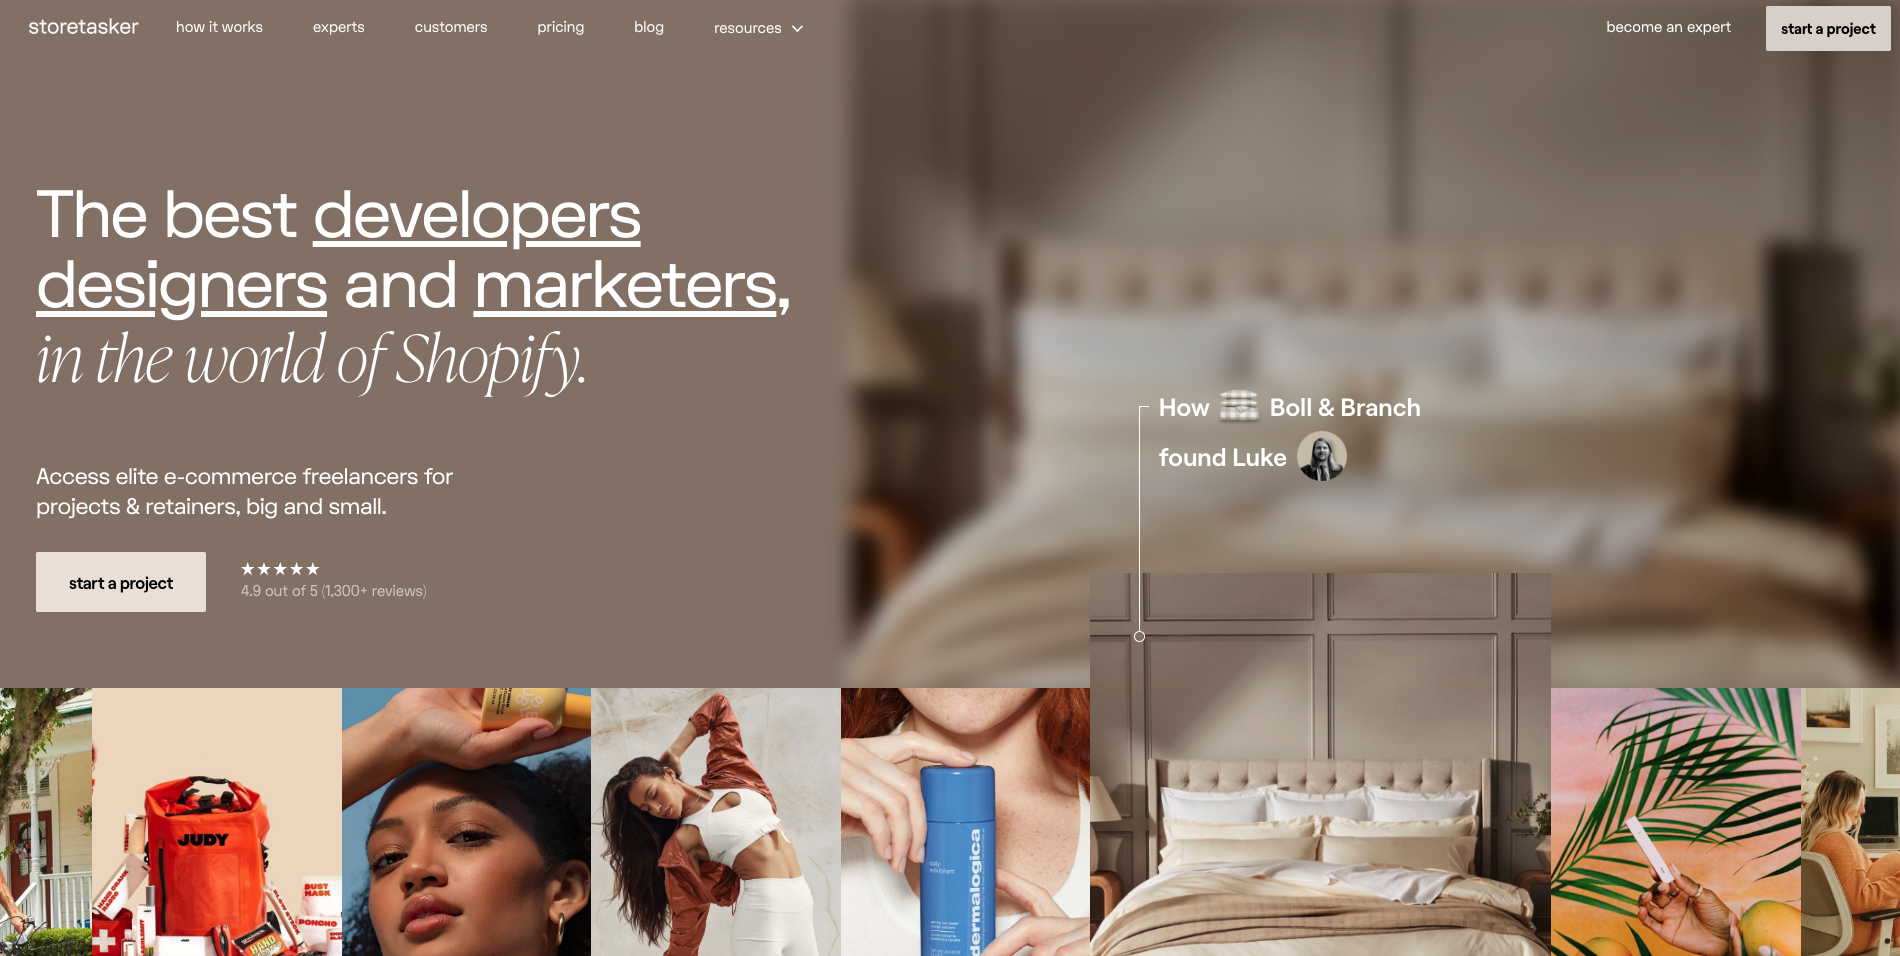 storetasker
how it works
experts
customers
pricing
blog
resources
become an expert
start a project
The best developers
designers and marketers,
in the world of Shopify.
Access elite e-commerce freelancers for
projects & retainers, big and small.
start a project
4.9 out of 5 (1,300+ reviews)
How Boll & Branch
found Luke
JUDY
DUST
MASK
PONCHO
HAND
dermalogica
daily